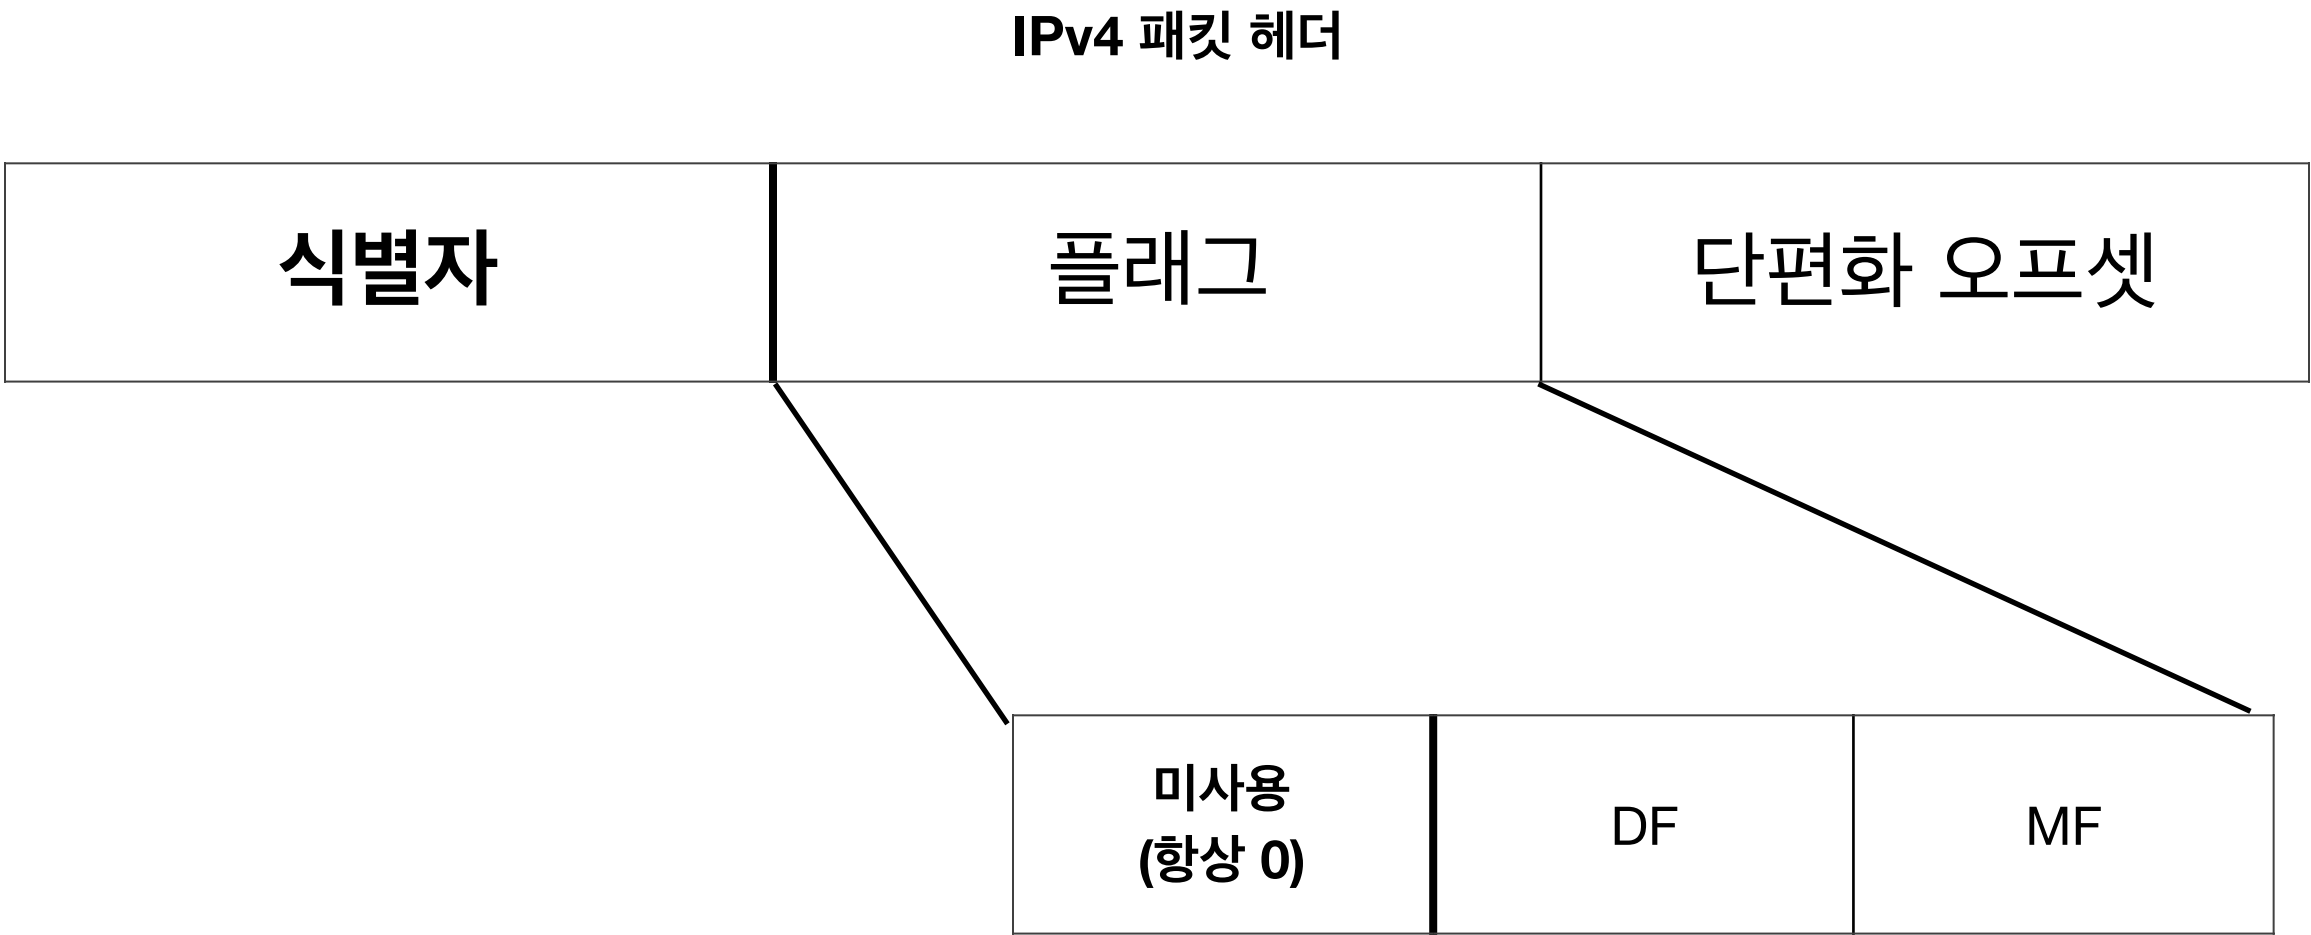 IPv4 패킷 헤더
식별자
플래그
단편화 오프셋
미사용
(항상 0)
DF
MF